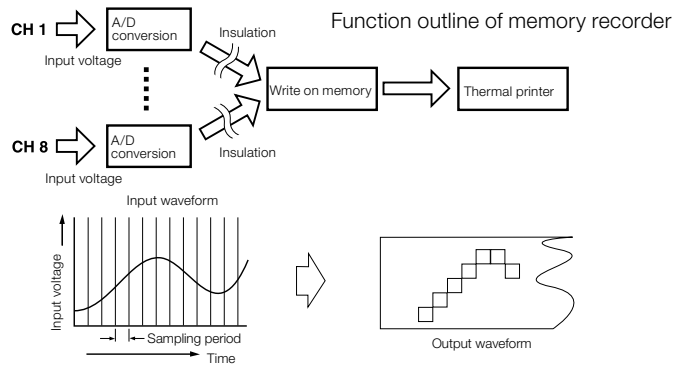 Function outline of memory recorder
CH 1
A/D
conversion
Insulation
Input voltage
Write on memory
Thermal printer
CH 8
A/D
conversion
Insulation
Input voltage
Input waveform
Input voltage
Sampling period
Time
Output waveform